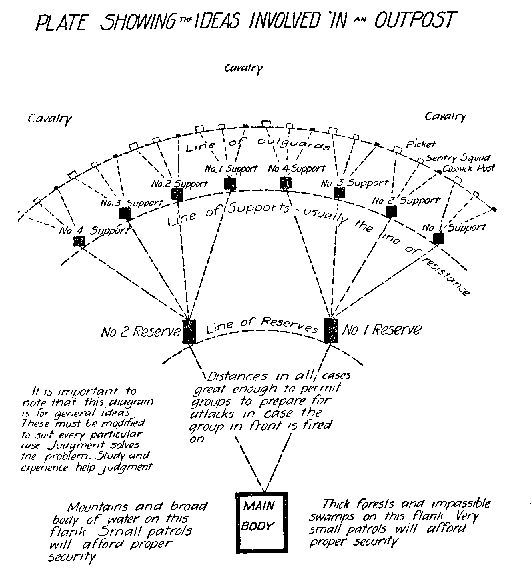 PLATE SHOWING THE IDEAS INVOLVED IN AN OUTPOST
Cavalry
Cavalry
Cavalry
Line of outguards
Picket
Sentry Squad
Cossack Post
No. 1 Support
No. 4 Support
No. 2 Support
No. 3 Support
No. 3 Support
No. 2 Support
No. 4 Support
No. 1 Support
Line of Supports usually the line of resistance
No 2 Reserve
Line of Reserves
No 1 Reserve
Distances in all cases
great enough to permit
groups to prepare for
attacks in case the
group in front is fired
on
It is important to
note that this diagram
is for general ideas
These must be modified
to suit every particular
case Judgment solves
the problem. Study and
experience help judgment
MAIN
BODY
Mountains and broad
body of water on this
flank Small patrols
will afford proper
security
Thick forests and impassible
swamps on this flank Very
small patrols will afford
proper security